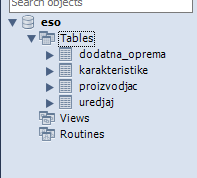 Search objects
eso
Tables
dodatna_oprema
karakteristike
proizvodjac
uredjaj
Views
Routines